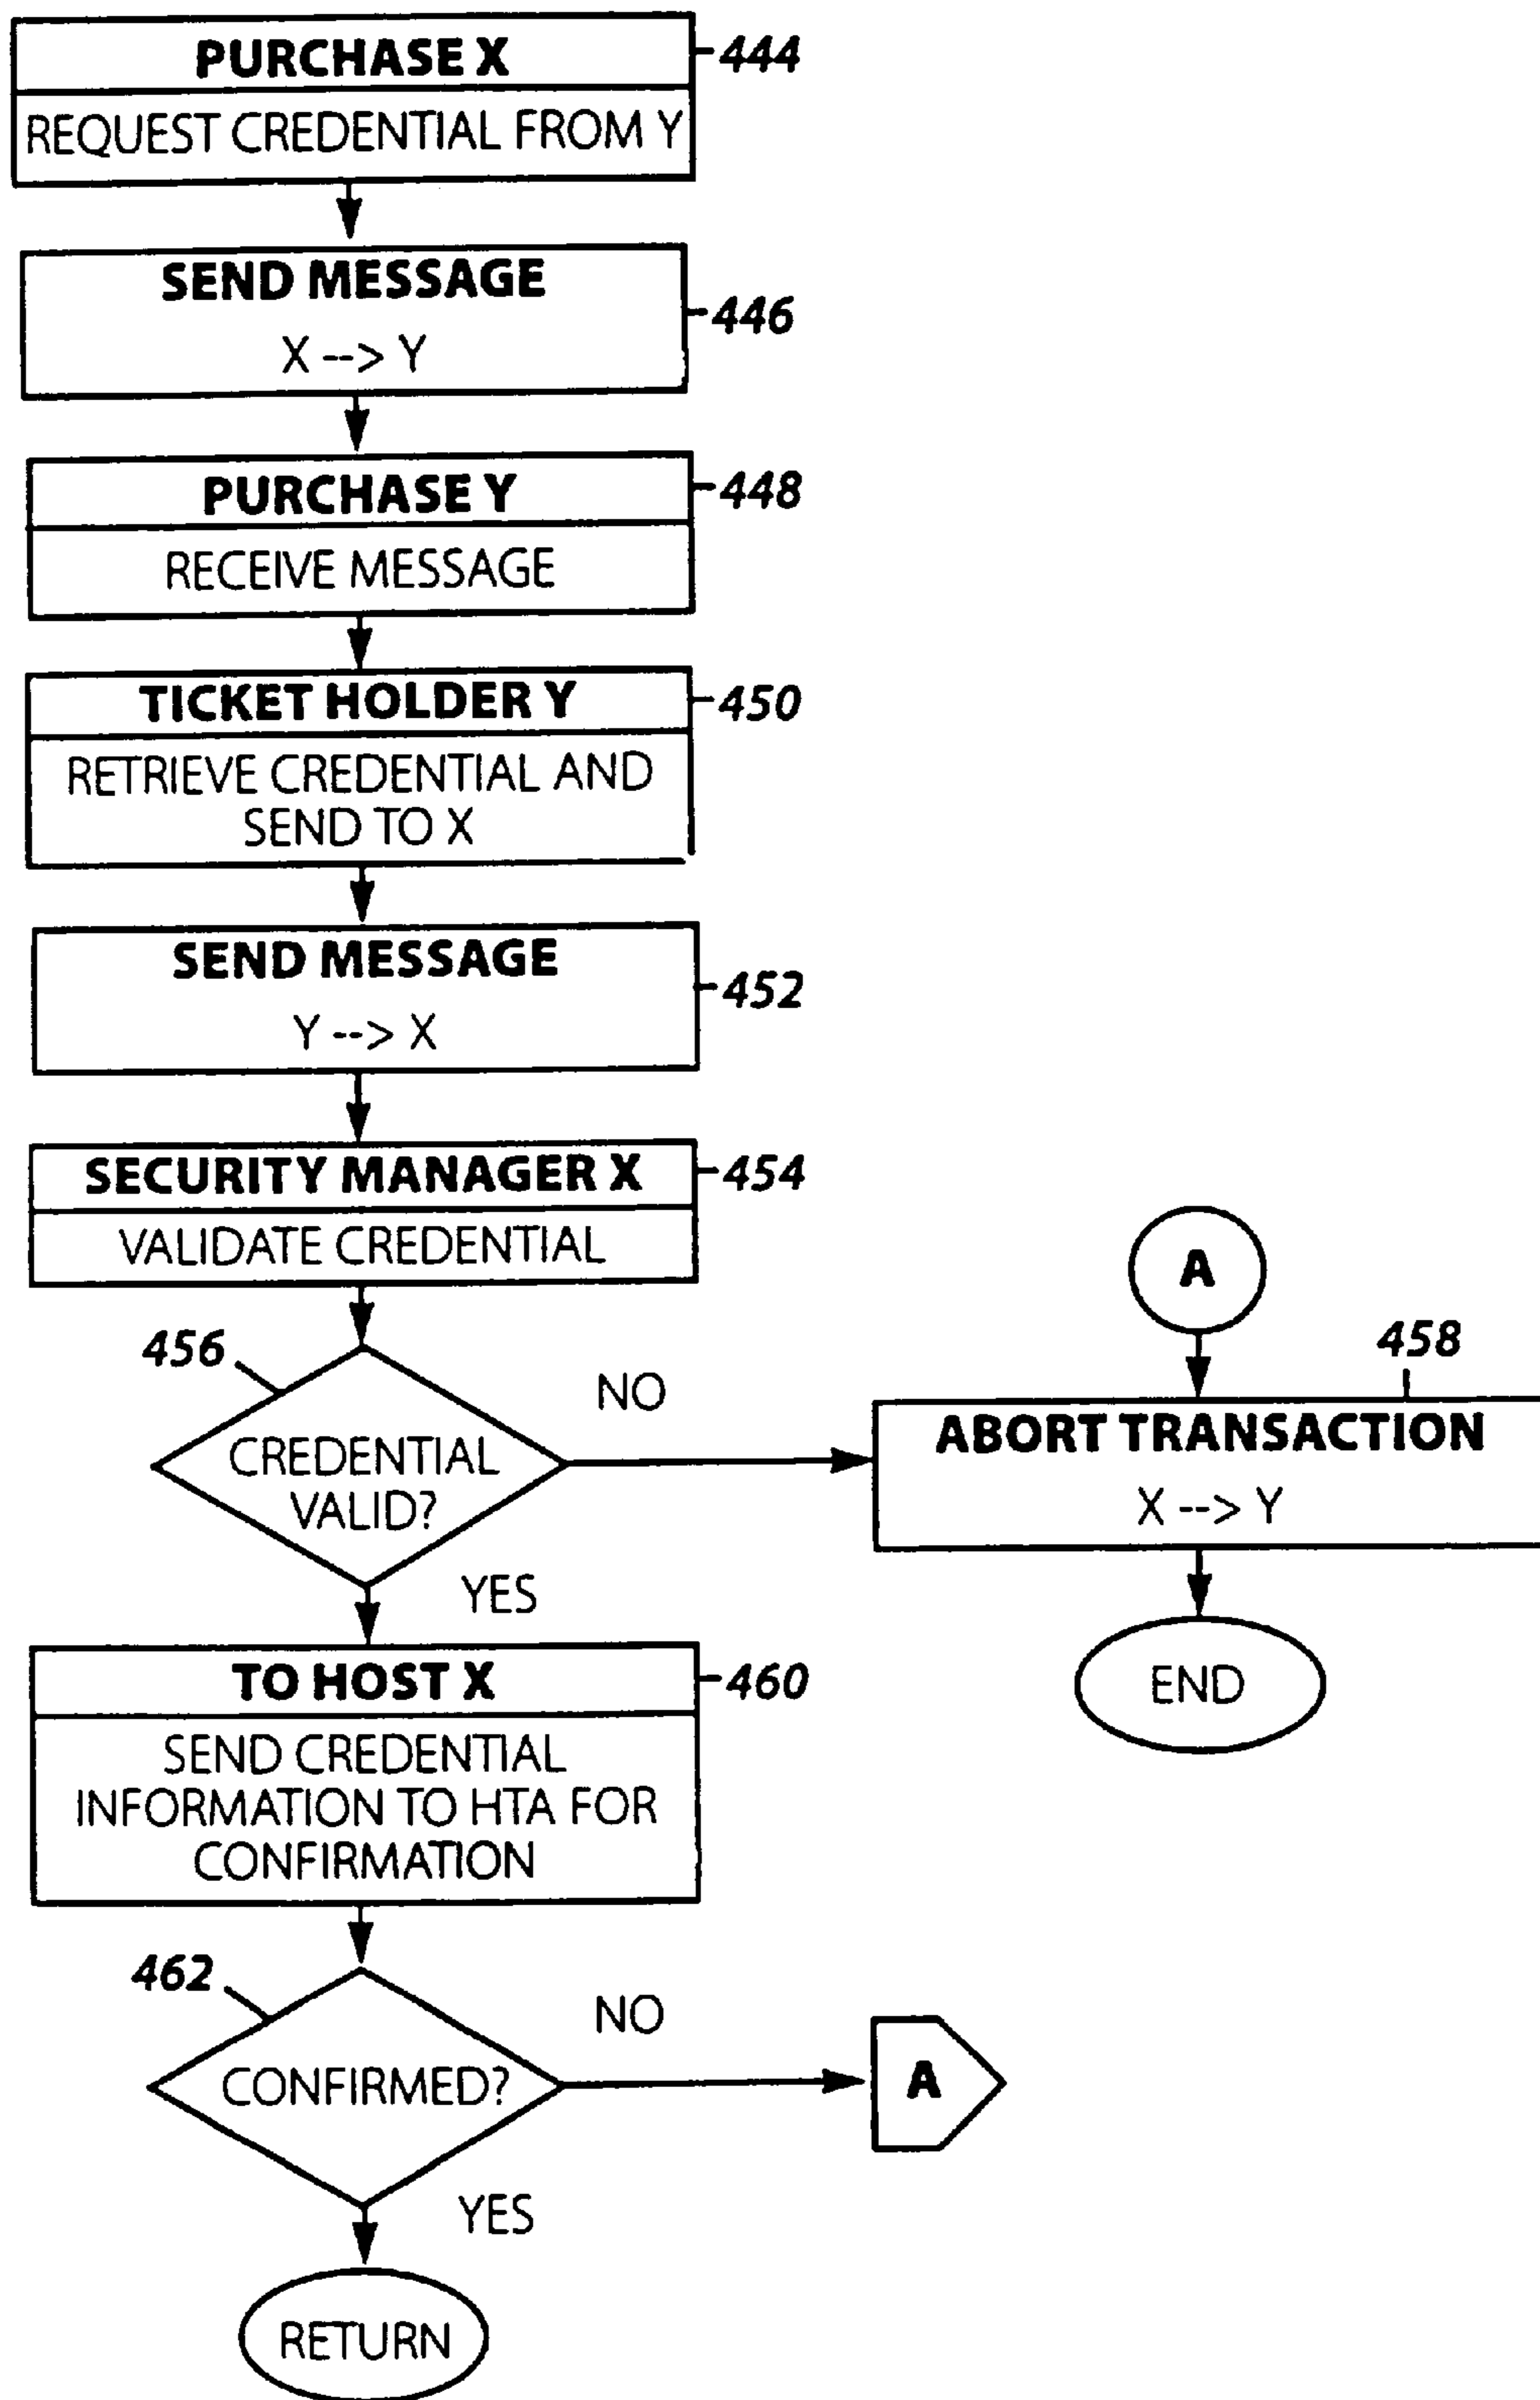 PURCHASE X
444
REQUEST CREDENTIAL FROM Y
SEND MESSAGE
446
X --> Y
PURCHASE Y
448
RECEIVE MESSAGE
TICKET HOLDER Y
450
RETRIEVE CREDENTIAL AND
SEND TO X
SEND MESSAGE
452
Y --> X
SECURITY MANAGER X
454
VALIDATE CREDENTIAL
456
CREDENTIAL
VALID?
NO
YES
A
458
ABORT TRANSACTION
X --> Y
END
TO HOST X
460
SEND CREDENTIAL
INFORMATION TO HTA FOR
CONFIRMATION
462
CONFIRMED?
NO
A
YES
RETURN